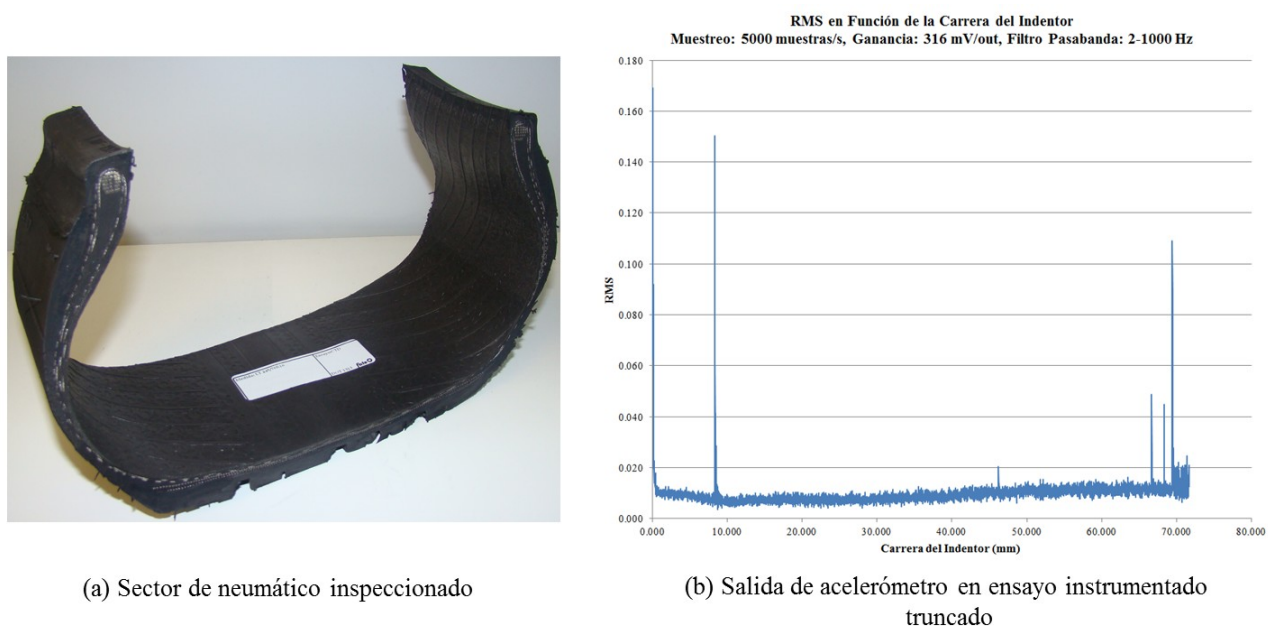 RMS en Función de la Carrera del Indentor
Muestreo: 5000 muestras/s, Ganancia: 316 mV/out, Filtro Pasabanda: 2-1000 Hz
0.180
0.160
0.140
0.120
0.100
0.080
0.060
0.040
0.020
0.000
RMS
0.000 10.000 20.000 30.000 40.000 50.000 60.000 70.000 80.000
Carrera del Indentor (mm)
(a) Sector de neumático inspeccionado
(b) Salida de acelerómetro en ensayo instrumentado
truncado